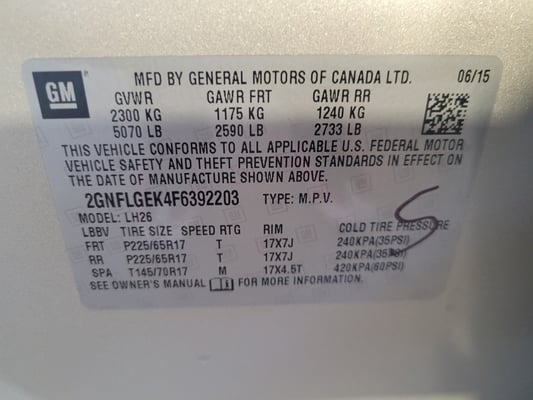 GM MFD BY GENERAL MOTORS OF CANADA LTD. 06/15
GVWR GAWR FRT GAWR RR
2300 KG 1175 KG 1240 KG
5070 LB 2590 LB 2733 LB
THIS VEHICLE CONFORMS TO ALL APPLICABLE U.S. FEDERAL MOTOR
VEHICLE SAFETY AND THEFT PREVENTION STANDARDS IN EFFECT ON
THE DATE OF MANUFACTURE SHOWN ABOVE.
2GNFLGEK4F6392203 TYPE: M.P.V.
MODEL: LH26
LBBV TIRE SIZE SPEED RTG RIM COLD TIRE PRESSURE
FRT P225/65R17 T 17X7J 240KPA(35PSI)
RR P225/65R17 T 17X7J 240KPA(35PSI)
SPA T145/70R17 M 17X4.5T 420KPA(60PSI)
SEE OWNER'S MANUAL FOR MORE INFORMATION.
5